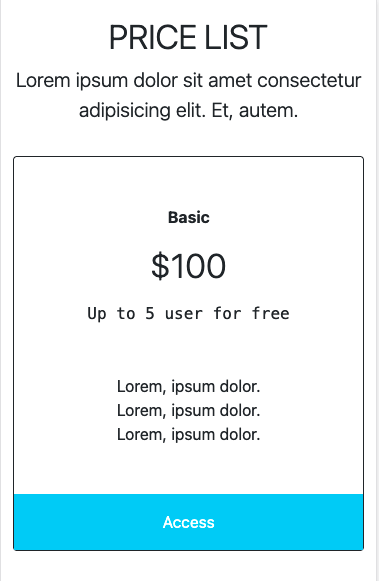 PRICE LIST
Lorem ipsum dolor sit amet consectetur
adipisicing elit. Et, autem.
Basic
$100
Up to 5 user for free
Lorem, ipsum dolor.
Lorem, ipsum dolor.
Lorem, ipsum dolor.
Access